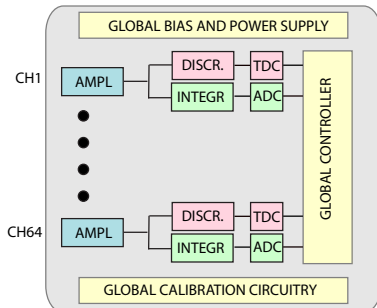 GLOBAL BIAS AND POWER SUPPLY
CH1
AMPL
DISCR.
TDC
INTEGR
ADC
GLOBAL CONTROLLER
CH64
AMPL
DISCR.
TDC
INTEGR
ADC
GLOBAL CALIBRATION CIRCUITRY